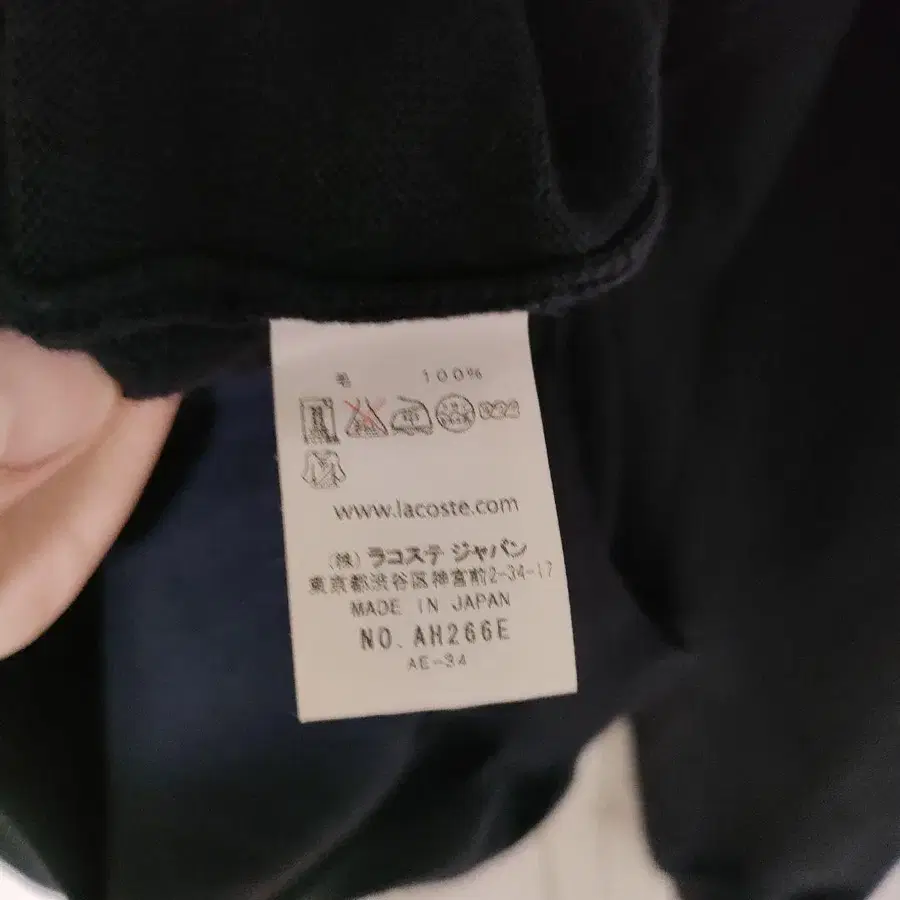 毛 100%
www.lacoste.com
(株) ラコステ ジャパン
東京都渋谷区神宮前2-34-17
MADE IN JAPAN
NO. AH266E
AE-34